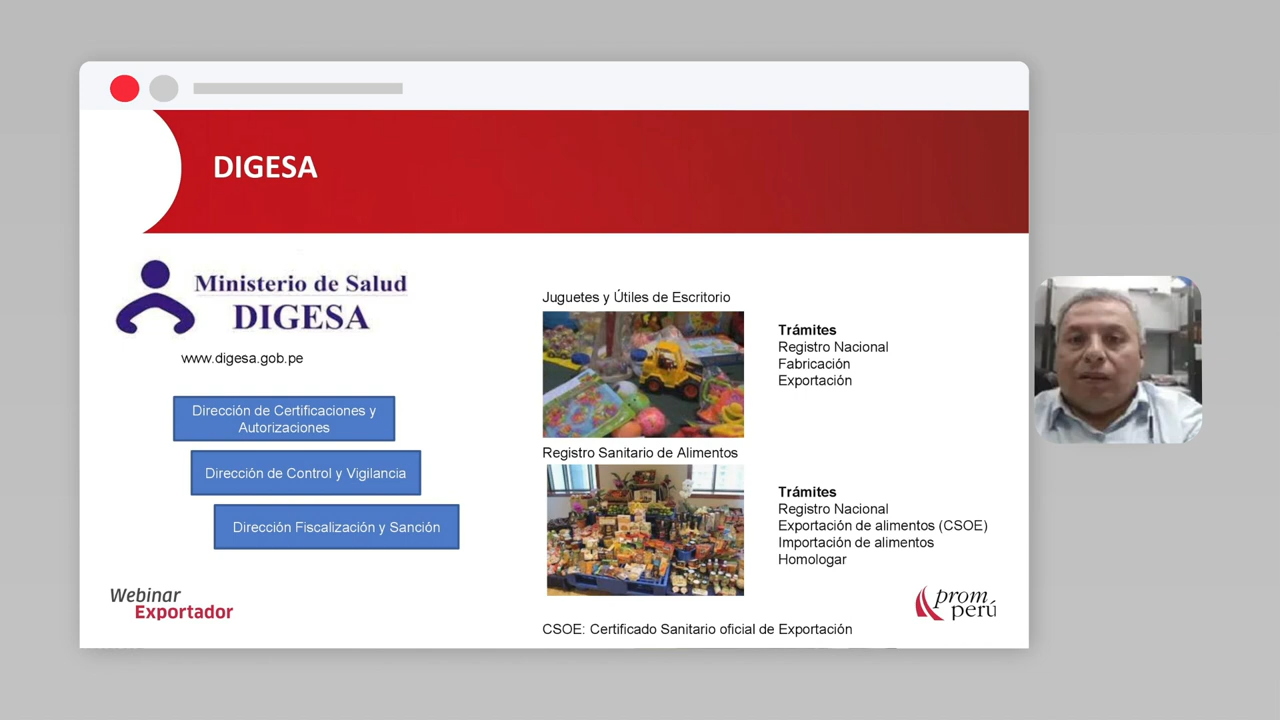 DIGESA
Ministerio de Salud
DIGESA
www.digesa.gob.pe
Dirección de Certificaciones y
Autorizaciones
Dirección de Control y Vigilancia
Dirección Fiscalización y Sanción
Juguetes y Útiles de Escritorio
Trámites
Registro Nacional
Fabricación
Exportación
Registro Sanitario de Alimentos
Trámites
Registro Nacional
Exportación de alimentos (CSOE)
Importación de alimentos
Homologar
CSOE: Certificado Sanitario oficial de Exportación
Webinar
Exportador
prom
perú